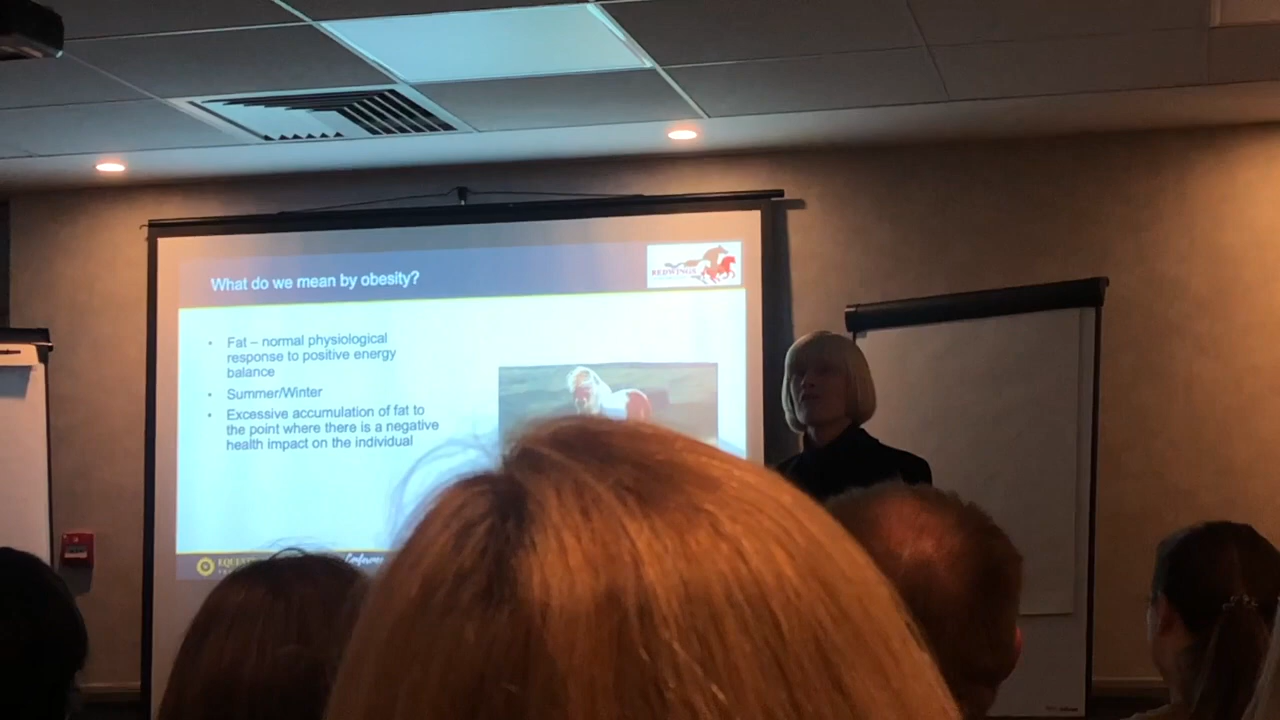 What do we mean by obesity?
REDWINGS
• Fat – normal physiological
response to positive energy
balance
• Summer/Winter
• Excessive accumulation of fat to
the point where there is a negative
health impact on the individual